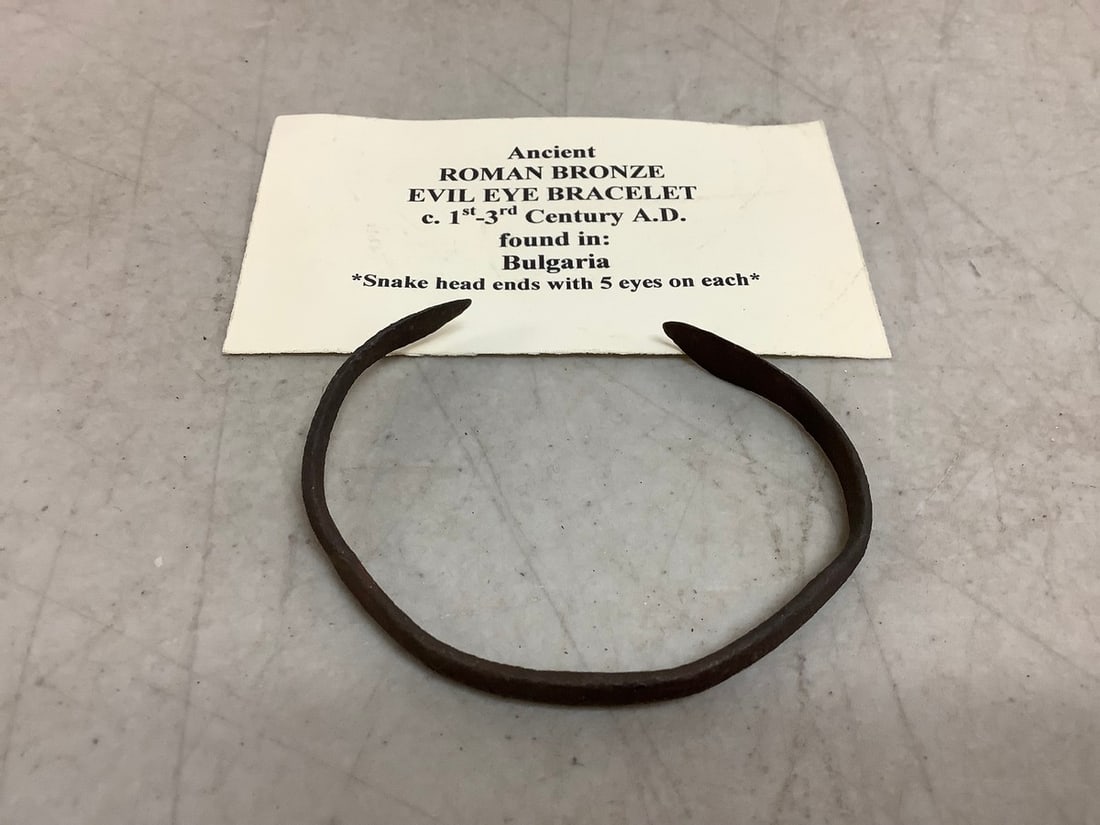 Ancient
ROMAN BRONZE
EVIL EYE BRACELET
c. 1st-3rd Century A.D.
found in:
Bulgaria
*Snake head ends with 5 eyes on each*